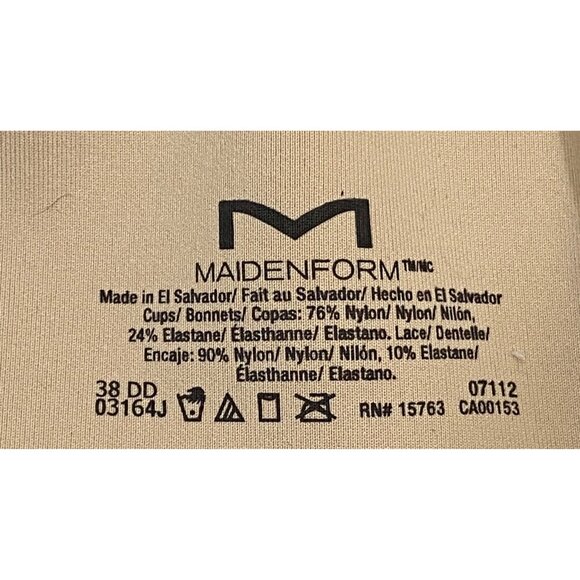 M
MAIDENFORM™/MC
Made in El Salvador/ Fait au Salvador/ Hecho en El Salvador
Cups/ Bonnets/ Copas: 76% Nylon/ Nylon/ Nilón,
24% Elastane/ Élasthanne/ Elastano. Lace/ Dentelle/
Encaje: 90% Nylon/ Nylon/ Nilón, 10% Elastane/
Élasthanne/ Elastano.
38 DD 07112
03164J RN# 15763 CA00153